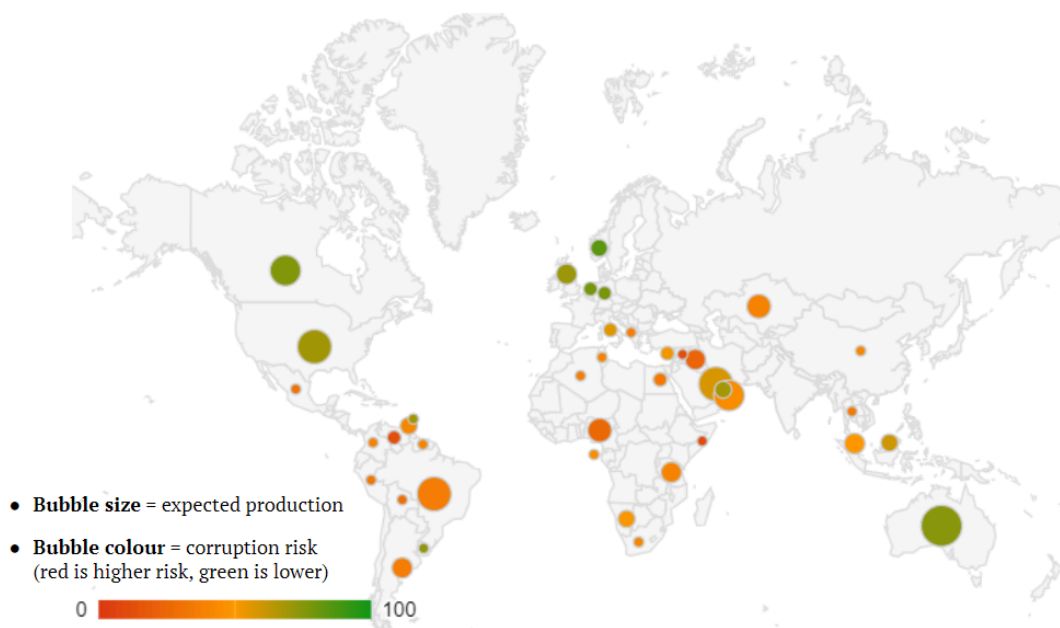 ● Bubble size = expected production
● Bubble colour = corruption risk
(red is higher risk, green is lower)
0 100